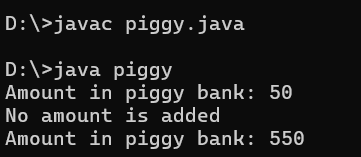 D:\>javac piggy.java
D:\>java piggy
Amount in piggy bank: 50
No amount is added
Amount in piggy bank: 550